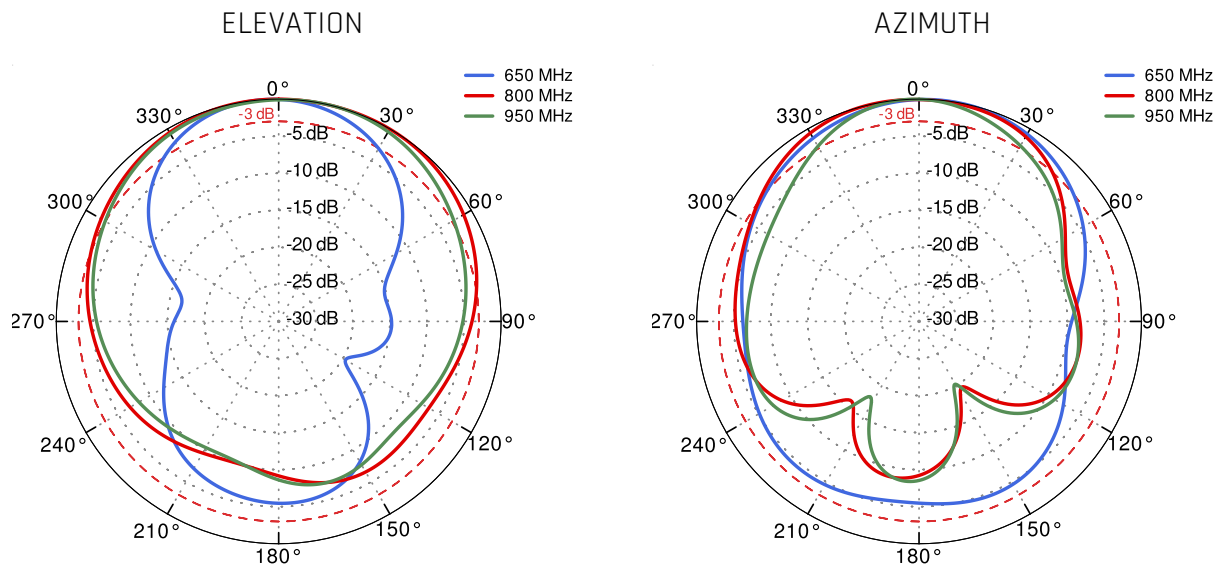 ELEVATION
650 MHz
800 MHz
950 MHz
0°
330°
30°
-3 dB
-5 dB
-10 dB
300°
60°
-15 dB
-20 dB
-25 dB
270°
-30 dB
90°
240°
120°
210°
150°
180°
AZIMUTH
650 MHz
800 MHz
950 MHz
0°
330°
30°
-3 dB
-5 dB
-10 dB
300°
60°
-15 dB
-20 dB
-25 dB
270°
-30 dB
90°
240°
120°
210°
150°
180°